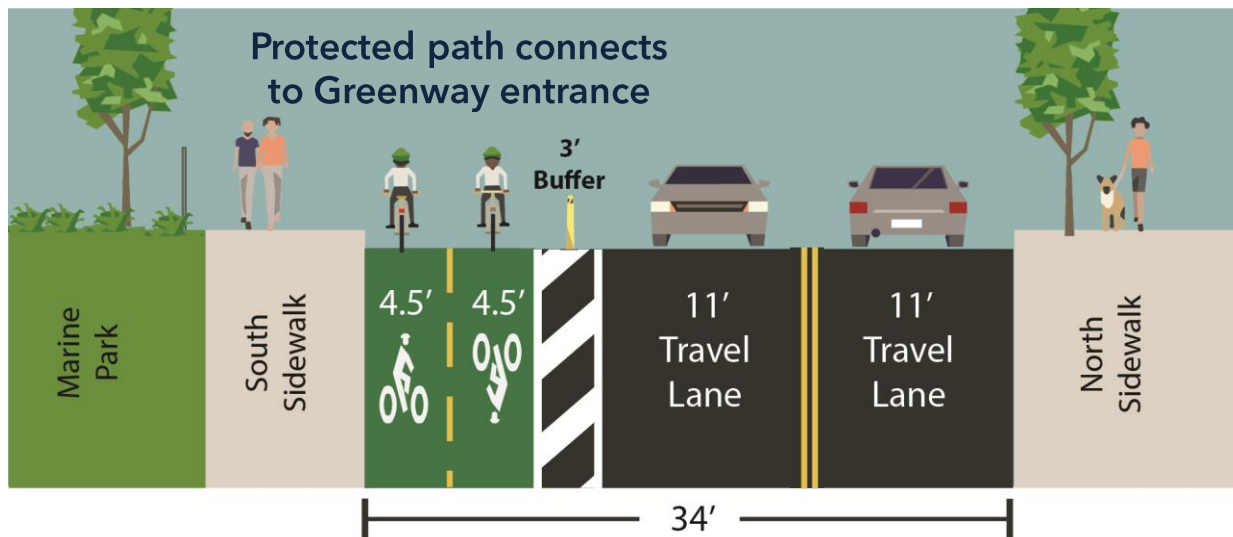 Protected path connects
to Greenway entrance
3’
Buffer
Marine
Park
South
Sidewalk
4.5’
4.5’
11’
Travel
Lane
11’
Travel
Lane
North
Sidewalk
34’